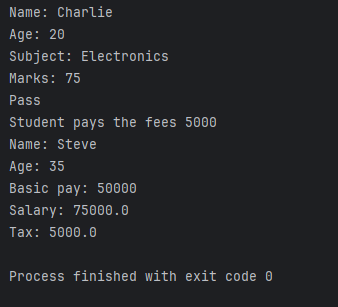 Name: Charlie
Age: 20
Subject: Electronics
Marks: 75
Pass
Student pays the fees 5000
Name: Steve
Age: 35
Basic pay: 50000
Salary: 75000.0
Tax: 5000.0
Process finished with exit code 0